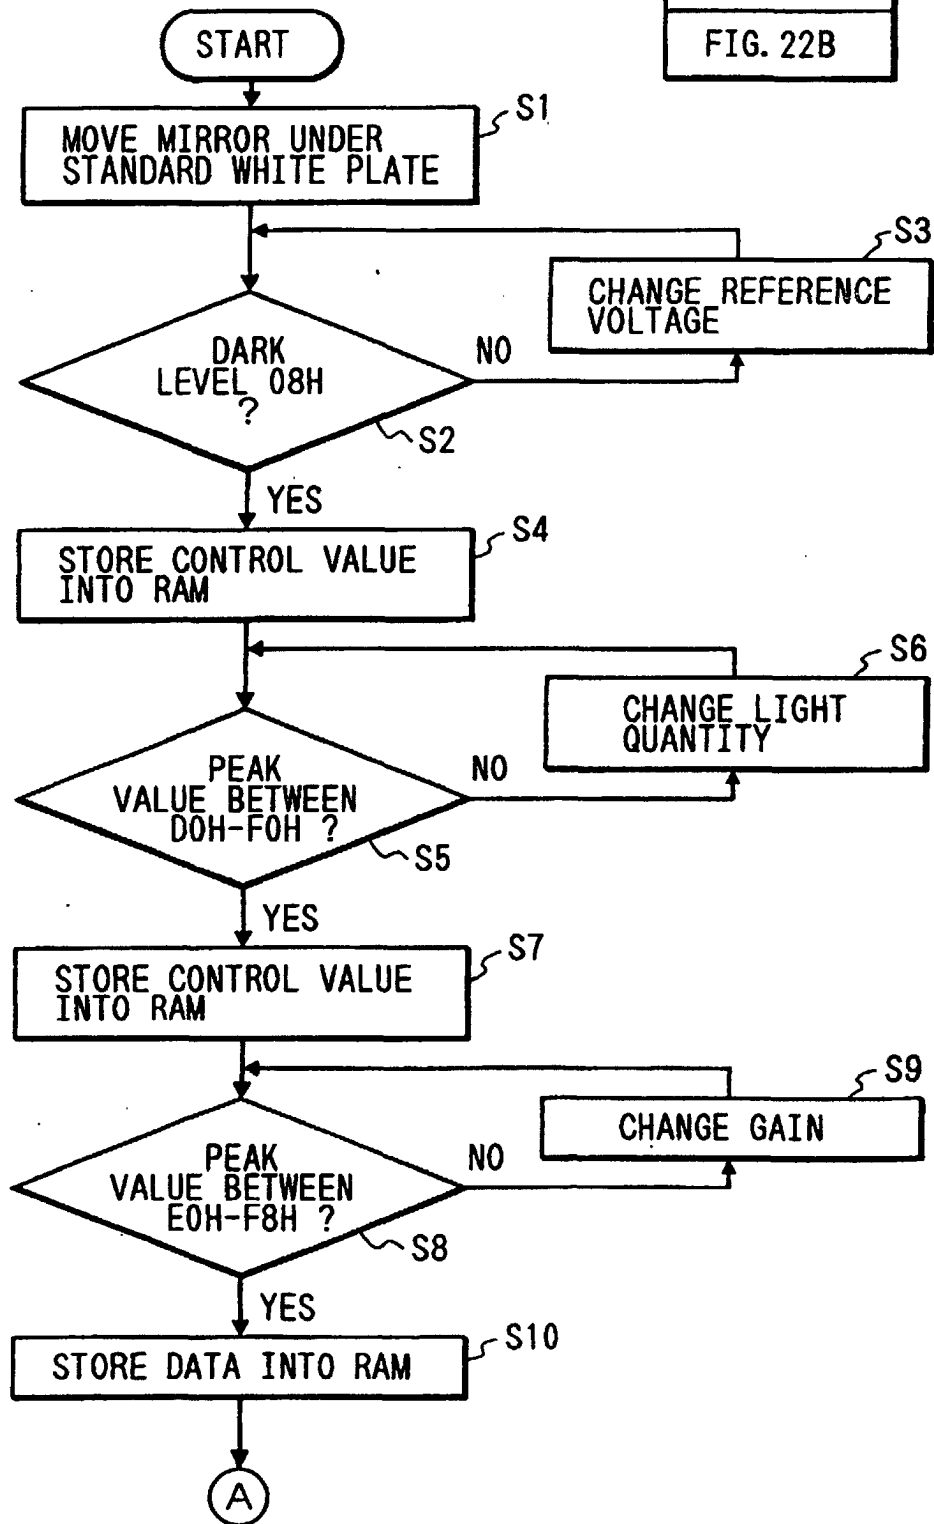 START
FIG. 22B
S1
MOVE MIRROR UNDER
STANDARD WHITE PLATE
S3
CHANGE REFERENCE
VOLTAGE
DARK
LEVEL 08H
?
NO
S2
YES
S4
STORE CONTROL VALUE
INTO RAM
S6
CHANGE LIGHT
QUANTITY
PEAK
VALUE BETWEEN
D0H-F0H ?
NO
S5
YES
S7
STORE CONTROL VALUE
INTO RAM
S9
CHANGE GAIN
PEAK
VALUE BETWEEN
E0H-F8H ?
NO
S8
YES
S10
STORE DATA INTO RAM
A